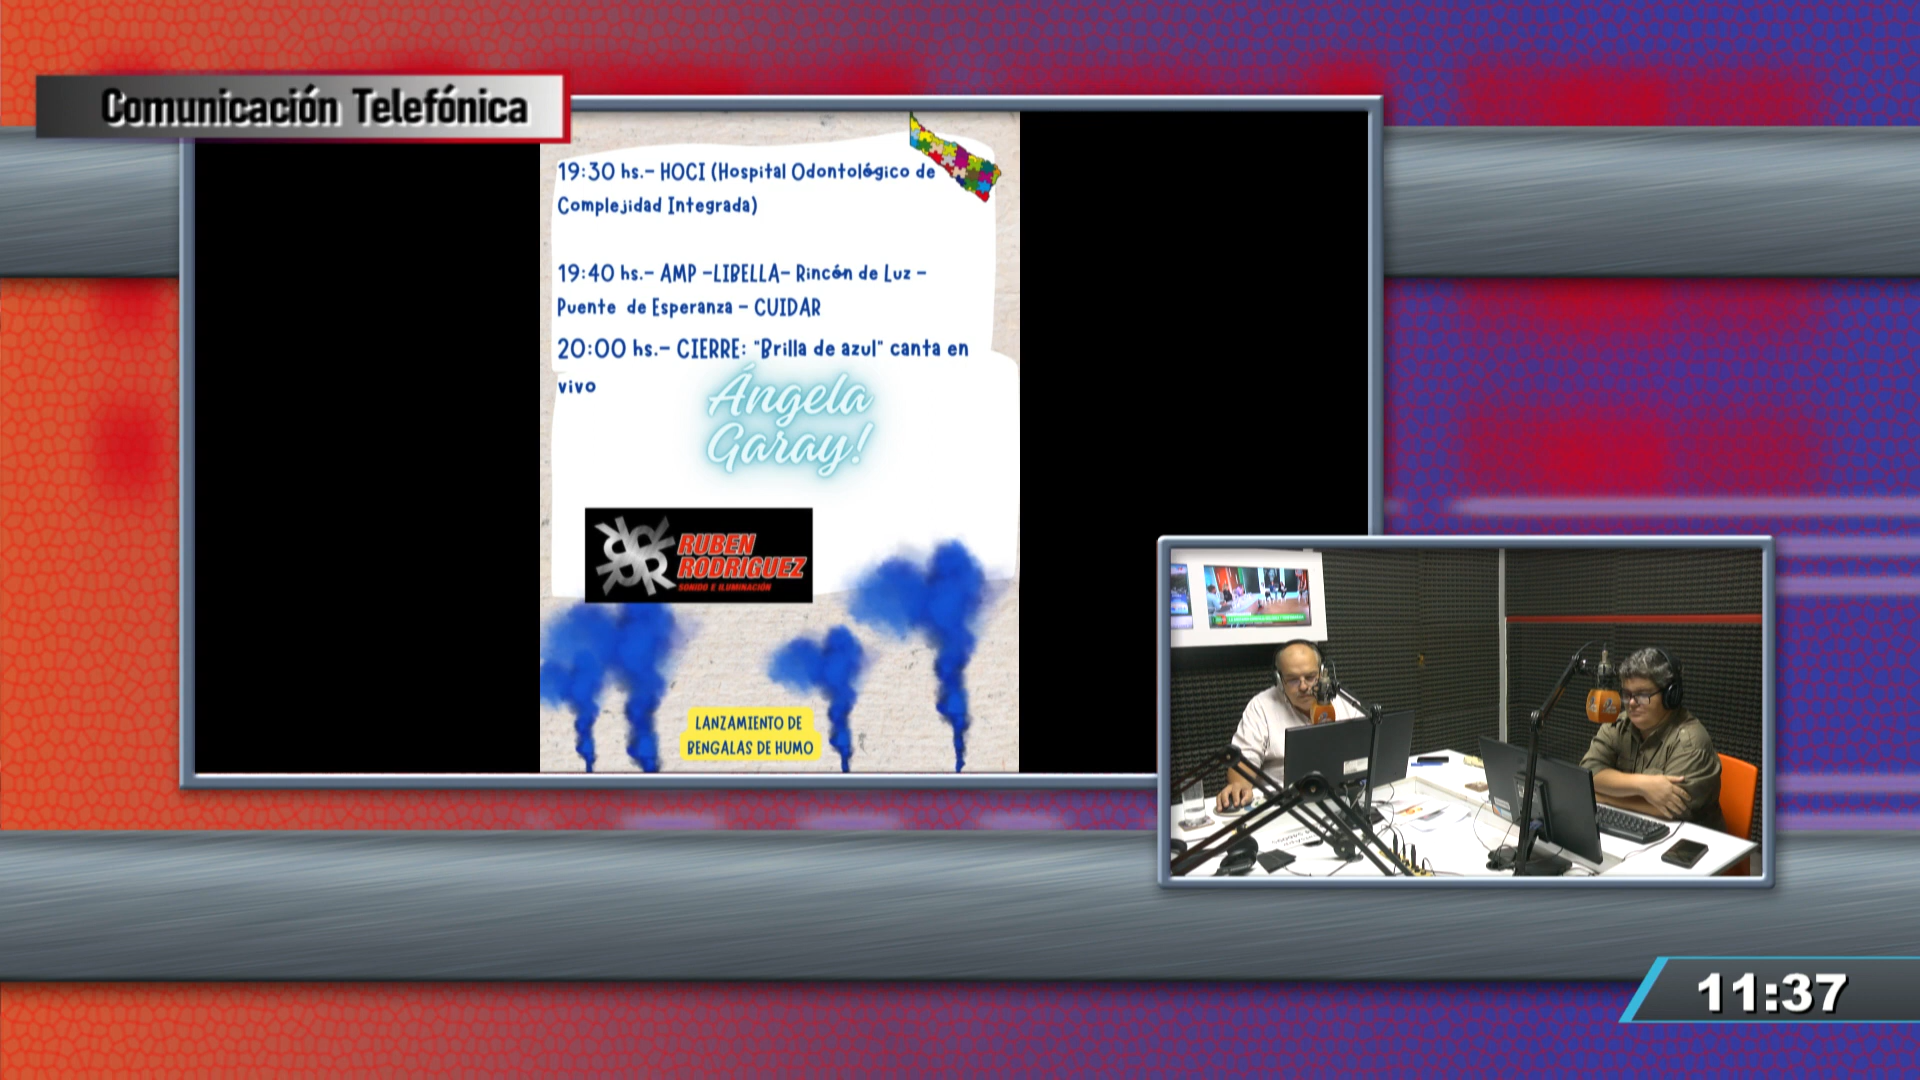 Comunicación Telefónica
19:30 hs.- HOCI (Hospital Odontológico de
Complejidad Integrada)
19:40 hs.- AMP -LIBELLA- Rincón de Luz -
Puente de Esperanza - CUIDAR
20:00 hs.- CIERRE: "Brilla de azul" canta en
vivo
Ángela
Garay!
RUBEN
RODRIGUEZ
SONIDO E ILUMINACIÓN
LANZAMIENTO DE
BENGALAS DE HUMO
11:37